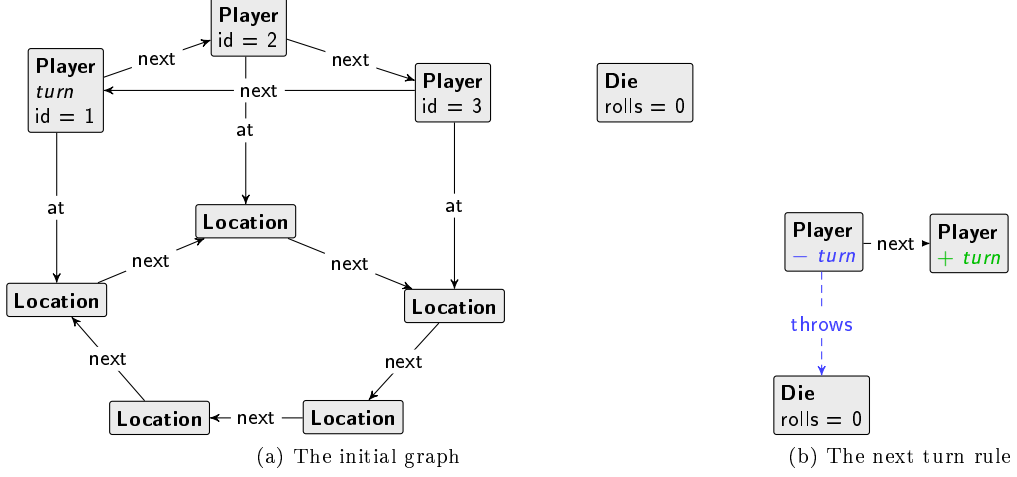 Player
id = 2
Player
turn
id = 1
next
next
Player
id = 3
next
Die
rolls = 0
at
at
at
Location
next
next
Location
Location
next
next
Location
next
Location
(a) The initial graph
Player
− turn
next
Player
+ turn
throws
Die
rolls = 0
(b) The next turn rule